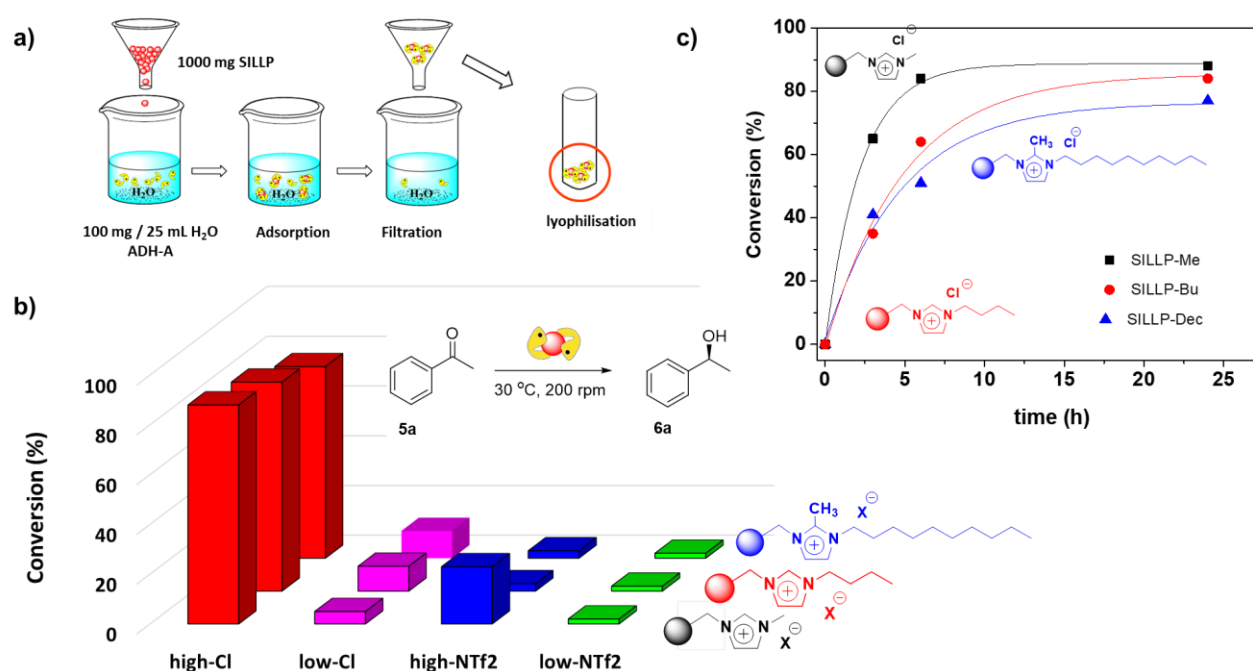 a)
1000 mg SILLP
H₂O
H₂O
H₂O
100 mg / 25 mL H₂O
ADH-A
Adsorption
Filtration
lyophilisation
b)
Conversion (%)
100
80
60
40
20
0
high-Cl
low-Cl
high-NTf2
low-NTf2
O
5a
30 °C, 200 rpm
OH
6a
CH₃
X⊖
N
N
⊕
N
N
⊕
X⊖
N
N
⊕
X⊖
c)
Conversion (%)
100
80
60
40
20
0
0
5
10
15
20
25
time (h)
Cl⊖
N
N
⊕
CH₃
Cl⊖
N
N
⊕
Cl⊖
N
N
⊕
SILLP-Me
SILLP-Bu
SILLP-Dec